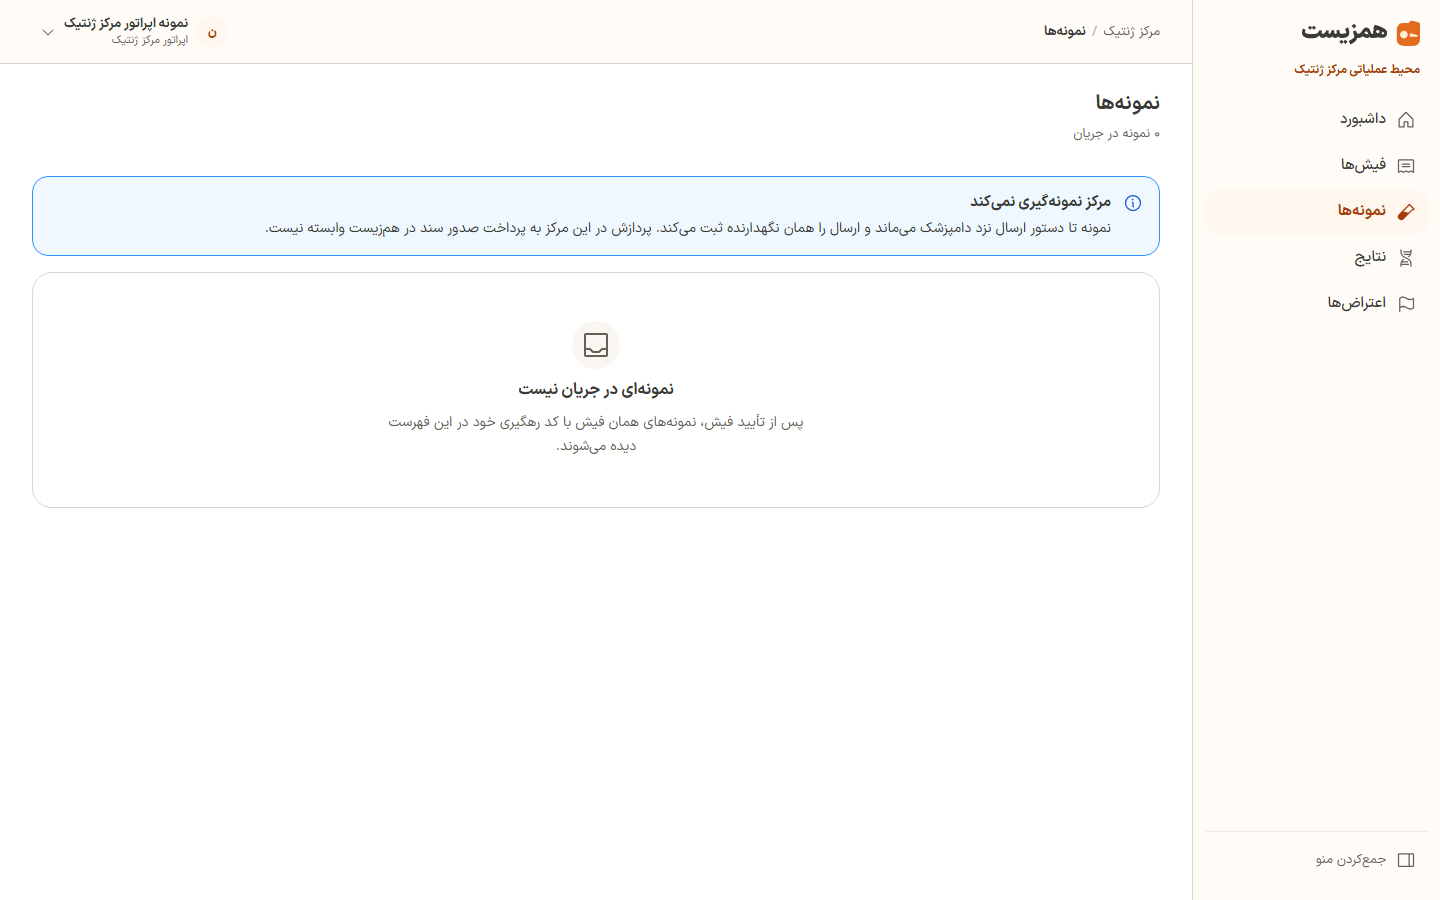 همزیست
محیط عملیاتی مرکز ژنتیک
داشبورد
فیش‌ها
نمونه‌ها
نتایج
اعتراض‌ها
جمع‌کردن منو
مرکز ژنتیک / نمونه‌ها
ن
نمونه اپراتور مرکز ژنتیک
اپراتور مرکز ژنتیک
نمونه‌ها
۰ نمونه در جریان
مرکز نمونه‌گیری نمی‌کند
نمونه تا دستور ارسال نزد دامپزشک می‌ماند و ارسال را همان نگهدارنده ثبت می‌کند. پردازش در این مرکز به پرداخت صدور سند در هم‌زیست وابسته نیست.
نمونه‌ای در جریان نیست
پس از تأیید فیش، نمونه‌های همان فیش با کد رهگیری خود در این فهرست
دیده می‌شوند.